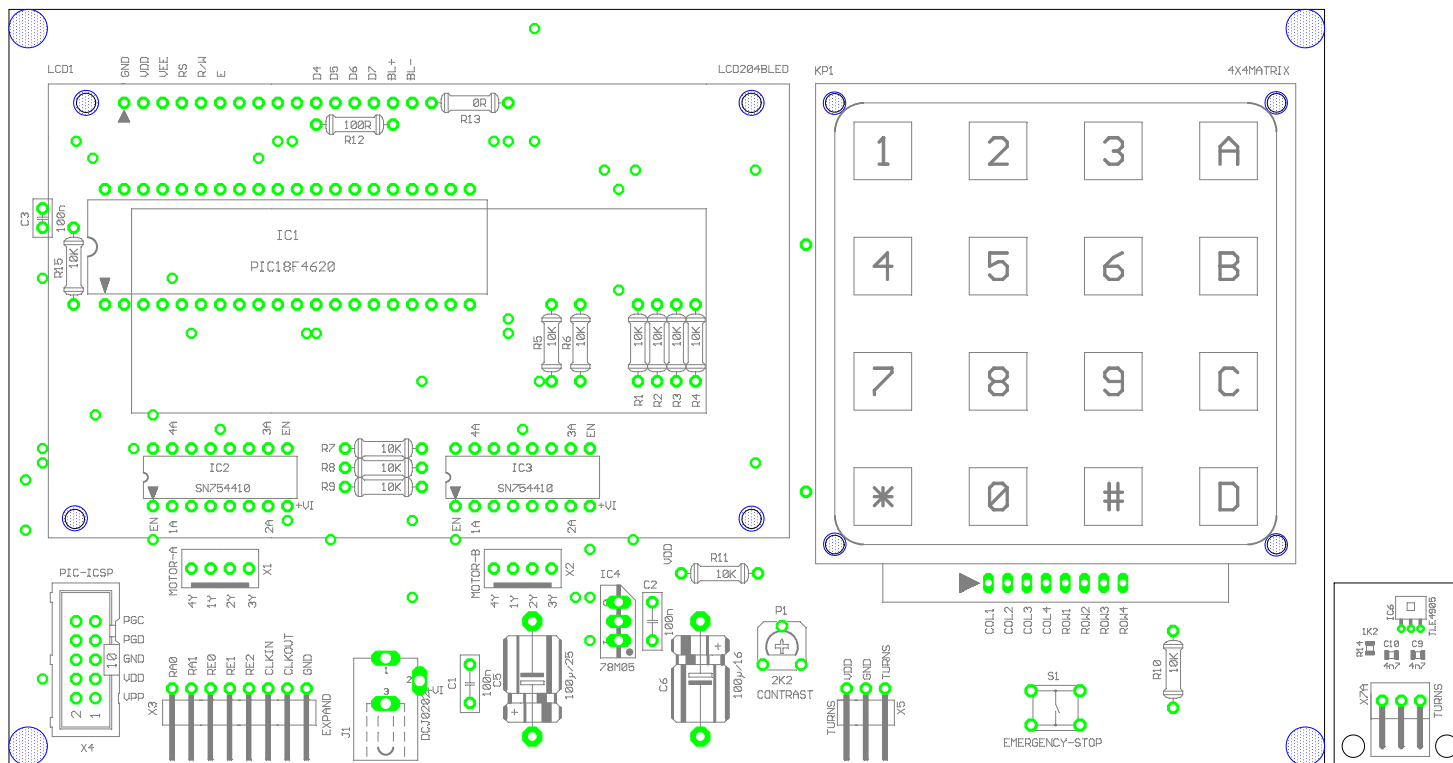 LCD1
GND VDD VEE RS R/W E D4 D5 D6 D7 BL+ BL-
LCD204BLED
KP1
4X4MATRIX
0R
R13
100R
R12
1 2 3 A
C3
100n
R15
10K
IC1
PIC18F4620
4 5 6 B
R5
10K
R6
10K
10K
10K
10K
R1 R2 R3 R4
7 8 9 C
4A 3A EN
IC2
SN754410
+VI
EN 1A 2A
R7
10K
R8
10K
R9
10K
4A 3A EN
IC3
SN754410
+VI
EN 1A 2A
* 0 # D
MOTOR-A
X1
4Y 1Y 2Y 3Y
MOTOR-B
X2
4Y 1Y 2Y 3Y
IC4
78M05
C2
100n
VDD
R11
10K
P1
2K2
CONTRAST
COL1 COL2 COL3 COL4 ROW1 ROW2 ROW3 ROW4
PIC-ICSP
PGC
PGD
GND
VDD
VPP
10
2 1
X4
RA0 RA1 RE0 RE1 RE2 CLKIN CLKOUT GND
X3
EXPAND
J1
1
2
3
+VI
C1
100n
C5
100µ/25
C6
100µ/16
VDD GND TURNS
TURNS
X5
S1
EMERGENCY-STOP
R10
10K
IC6
TLE4905
1K2
R14
C10
4n7
C9
4n7
X7A
TURNS